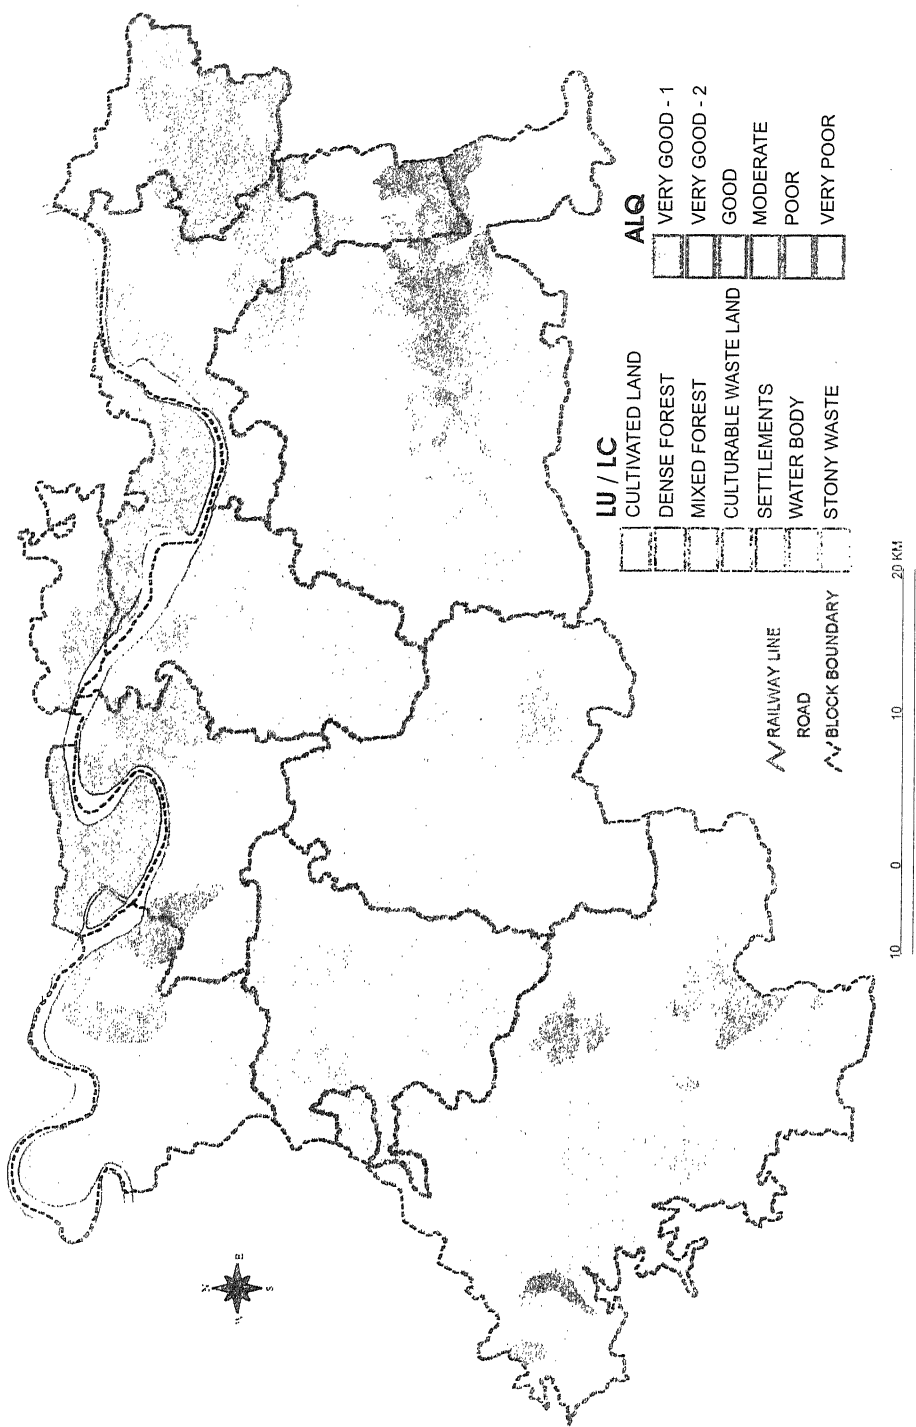 LU / LC
CULTIVATED LAND
DENSE FOREST
MIXED FOREST
CULTURABLE WASTE LAND
SETTLEMENTS
WATER BODY
STONY WASTE
ALQ
VERY GOOD - 1
VERY GOOD - 2
GOOD
MODERATE
POOR
VERY POOR
RAILWAY LINE
ROAD
BLOCK BOUNDARY
10 0 10 20 KM